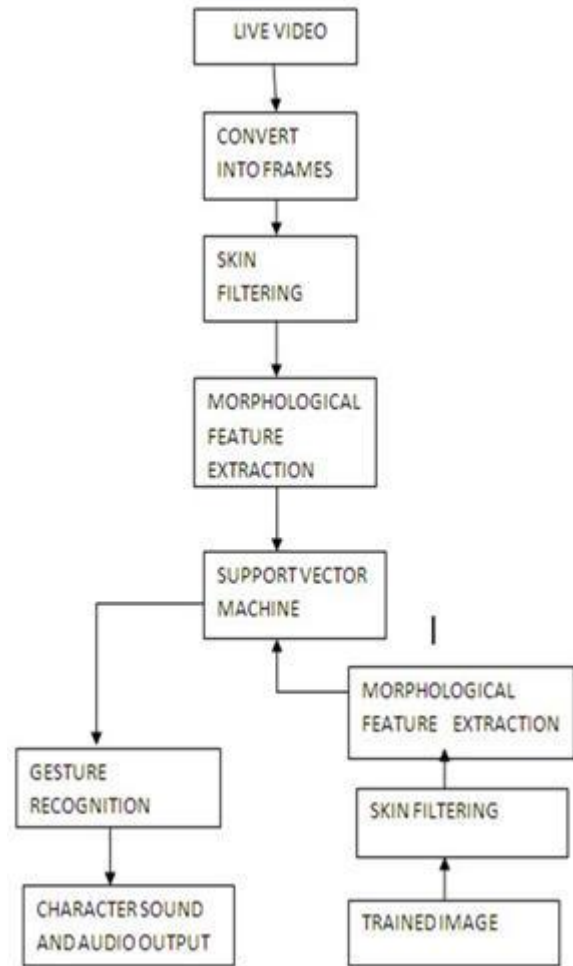 LIVE VIDEO
CONVERT
INTO FRAMES
SKIN
FILTERING
MORPHOLOGICAL
FEATURE
EXTRACTION
SUPPORT VECTOR
MACHINE
MORPHOLOGICAL
FEATURE EXTRACTION
GESTURE
RECOGNITION
SKIN FILTERING
CHARACTER SOUND
AND AUDIO OUTPUT
TRAINED IMAGE